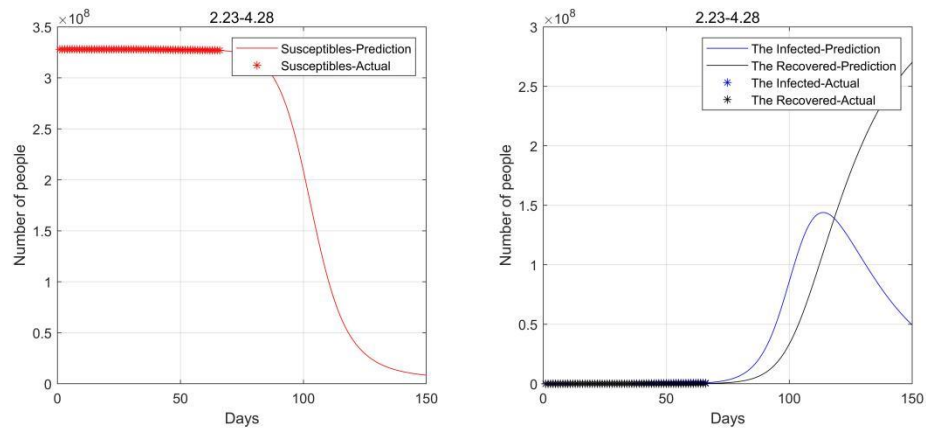 2.23-4.28
×10^8
Susceptibles-Prediction
Susceptibles-Actual
Number of people
3.5
3
2.5
2
1.5
1
0.5
0
0
50
100
150
Days
2.23-4.28
×10^8
The Infected-Prediction
The Recovered-Prediction
The Infected-Actual
The Recovered-Actual
Number of people
3
2.5
2
1.5
1
0.5
0
0
50
100
150
Days